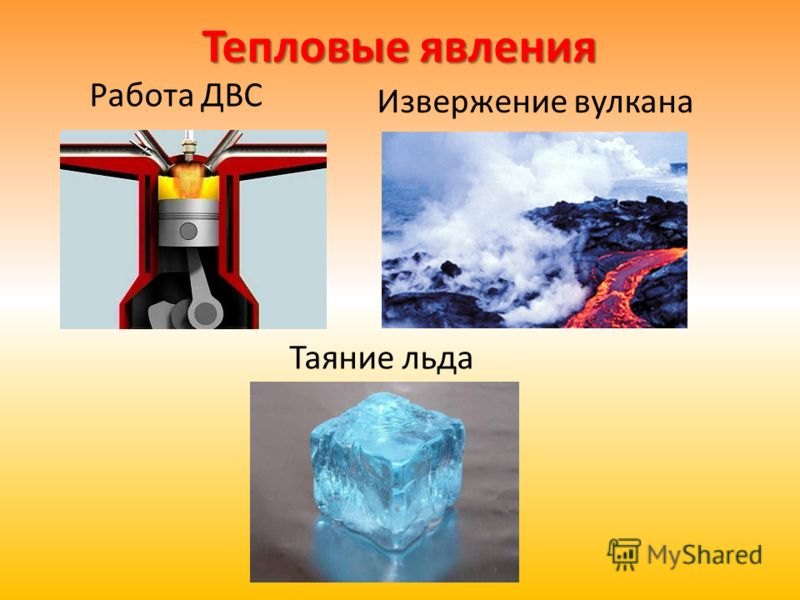 Тепловые явления
Работа ДВС
Извержение вулкана
Таяние льда
MyShared